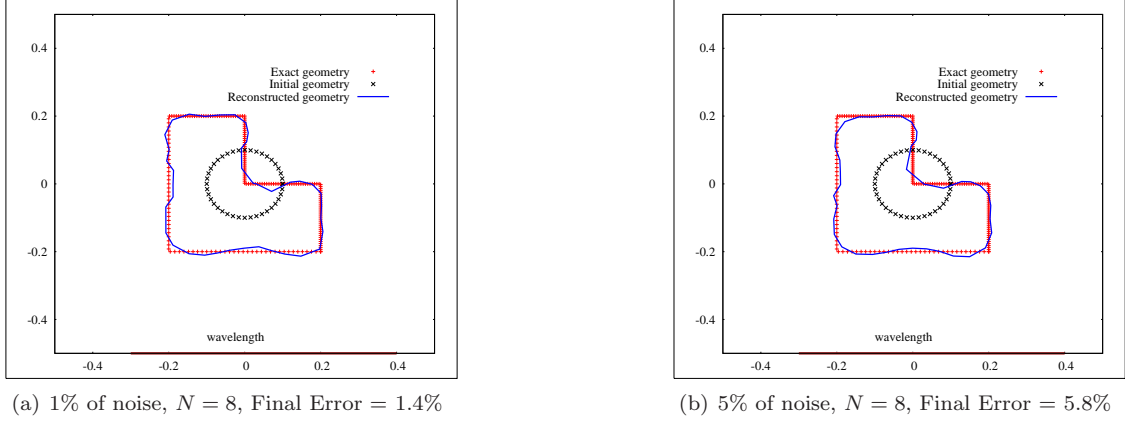 0.4
Exact geometry
Initial geometry
Reconstructed geometry
0.2
0
-0.2
-0.4
wavelength
-0.4 -0.2 0 0.2 0.4
(a) 1% of noise, N = 8, Final Error = 1.4%
0.4
Exact geometry
Initial geometry
Reconstructed geometry
0.2
0
-0.2
-0.4
wavelength
-0.4 -0.2 0 0.2 0.4
(b) 5% of noise, N = 8, Final Error = 5.8%